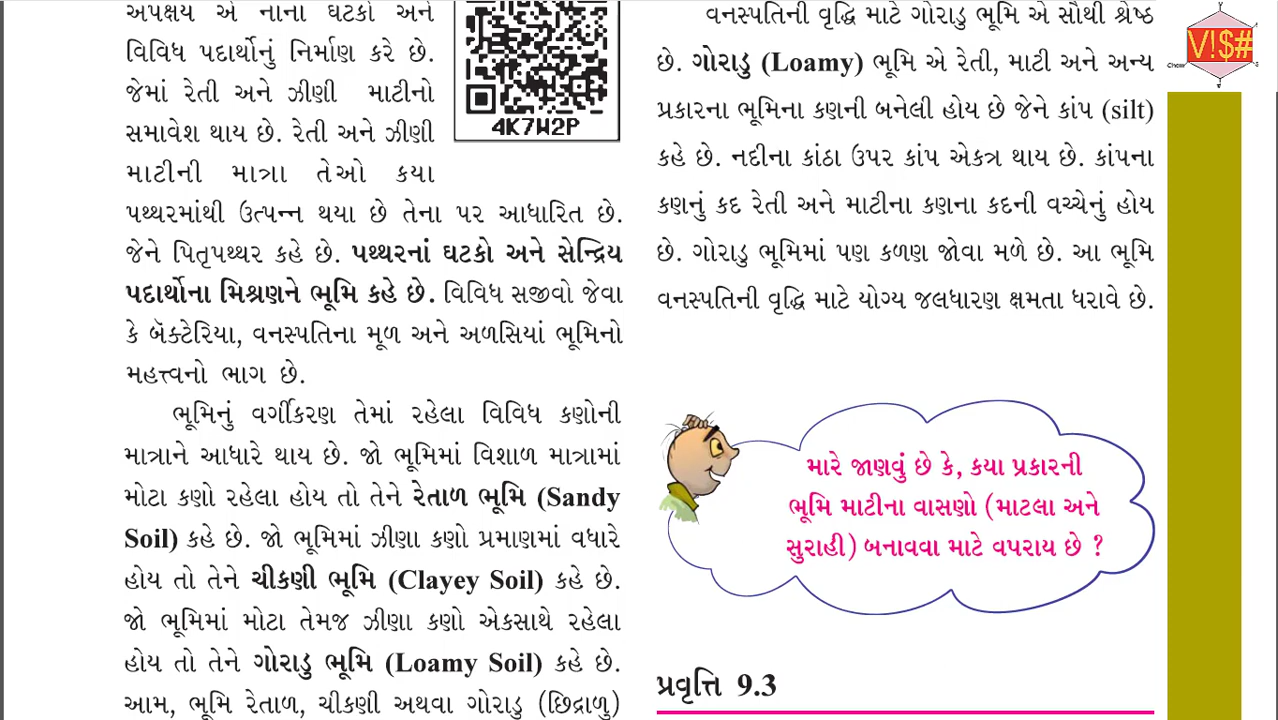 અપક્ષય એ નાના ઘટકો અને
વિવિધ પદાર્થોનું નિર્માણ કરે છે.
જેમાં રેતી અને ઝીણી માટીનો
સમાવેશ થાય છે. રેતી અને ઝીણી
માટીની માત્રા તેઓ કયા
પથ્થરમાંથી ઉત્પન્ન થયા છે તેના પર આધારિત છે.
જેને પિતૃપથ્થર કહે છે. પથ્થરનાં ઘટકો અને સેન્દ્રિય
પદાર્થોના મિશ્રણને ભૂમિ કહે છે. વિવિધ સજીવો જેવા
કે બૅક્ટેરિયા, વનસ્પતિના મૂળ અને અળસિયાં ભૂમિનો
મહત્ત્વનો ભાગ છે.
ભૂમિનું વર્ગીકરણ તેમાં રહેલા વિવિધ કણોની
માત્રાને આધારે થાય છે. જો ભૂમિમાં વિશાળ માત્રામાં
મોટા કણો રહેલા હોય તો તેને રેતાળ ભૂમિ (Sandy
Soil) કહે છે. જો ભૂમિમાં ઝીણા કણો પ્રમાણમાં વધારે
હોય તો તેને ચીકણી ભૂમિ (Clayey Soil) કહે છે.
જો ભૂમિમાં મોટા તેમજ ઝીણા કણો એકસાથે રહેલા
હોય તો તેને ગોરાડુ ભૂમિ (Loamy Soil) કહે છે.
આમ, ભૂમિ રેતાળ, ચીકણી અથવા ગોરાડુ (છિદ્રાળુ)
4K7W2P
વનસ્પતિની વૃદ્ધિ માટે ગોરાડુ ભૂમિ એ સૌથી શ્રેષ્ઠ
છે. ગોરાડુ (Loamy) ભૂમિ એ રેતી, માટી અને અન્ય
પ્રકારના ભૂમિના કણની બનેલી હોય છે જેને કાંપ (silt)
કહે છે. નદીના કાંઠા ઉપર કાંપ એકત્ર થાય છે. કાંપના
કણનું કદ રેતી અને માટીના કણના કદની વચ્ચેનું હોય
છે. ગોરાડુ ભૂમિમાં પણ કળણ જોવા મળે છે. આ ભૂમિ
વનસ્પતિની વૃદ્ધિ માટે યોગ્ય જલધારણ ક્ષમતા ધરાવે છે.
મારે જાણવું છે કે, કયા પ્રકારની
ભૂમિ માટીના વાસણો (માટલા અને
સુરાહી) બનાવવા માટે વપરાય છે ?
પ્રવૃત્તિ 9.3
V!$#